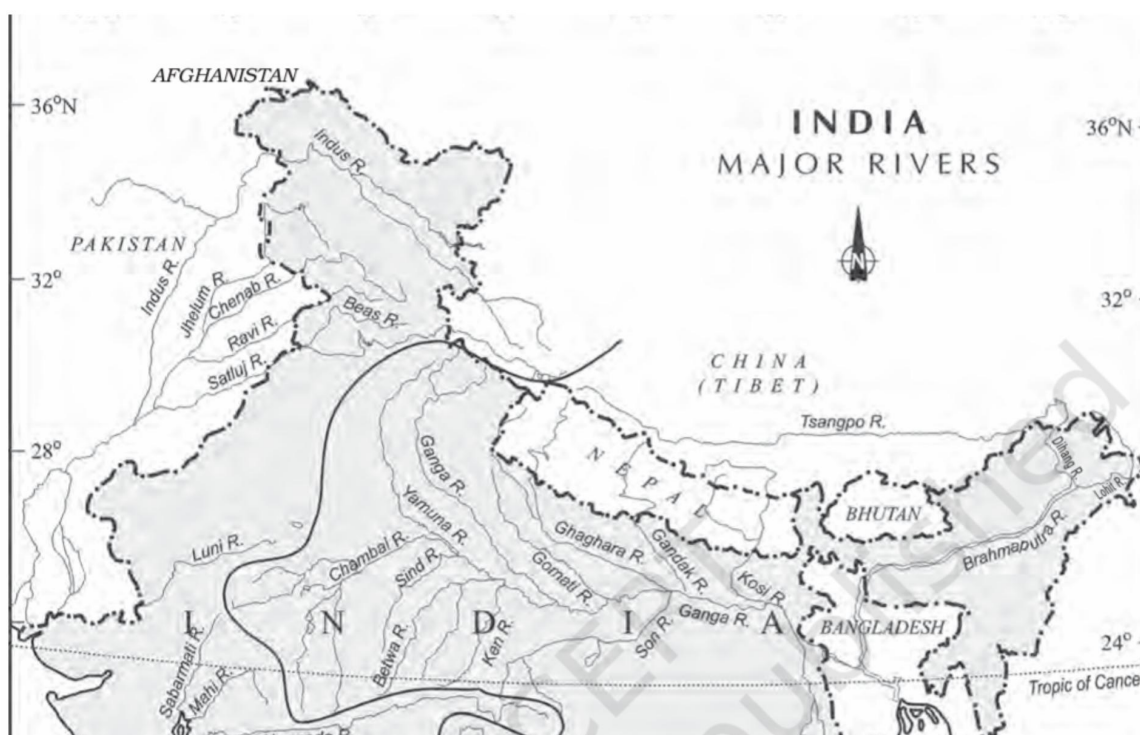 AFGHANISTAN
36°N
INDIA
MAJOR RIVERS
36°N
Indus R.
N
PAKISTAN
Indus R.
Jhelum R.
Chenab R.
32°
32°
Beas R.
Ravi R.
Satluj R.
CHINA
(TIBET)
Tsangpo R.
28°
Ganga R.
NEPAL
Dihang R.
Lohit R.
Yamuna R.
BHUTAN
Luni R.
Chambal R.
Sind R.
Ghaghara R.
Gomati R.
Gandak R.
Kosi R.
Brahmaputra R.
INDIA
Ganga R.
BANGLADESH
Betwa R.
Ken R.
Son R.
24°
Sabarmati R.
Mahi R.
Tropic of Cance